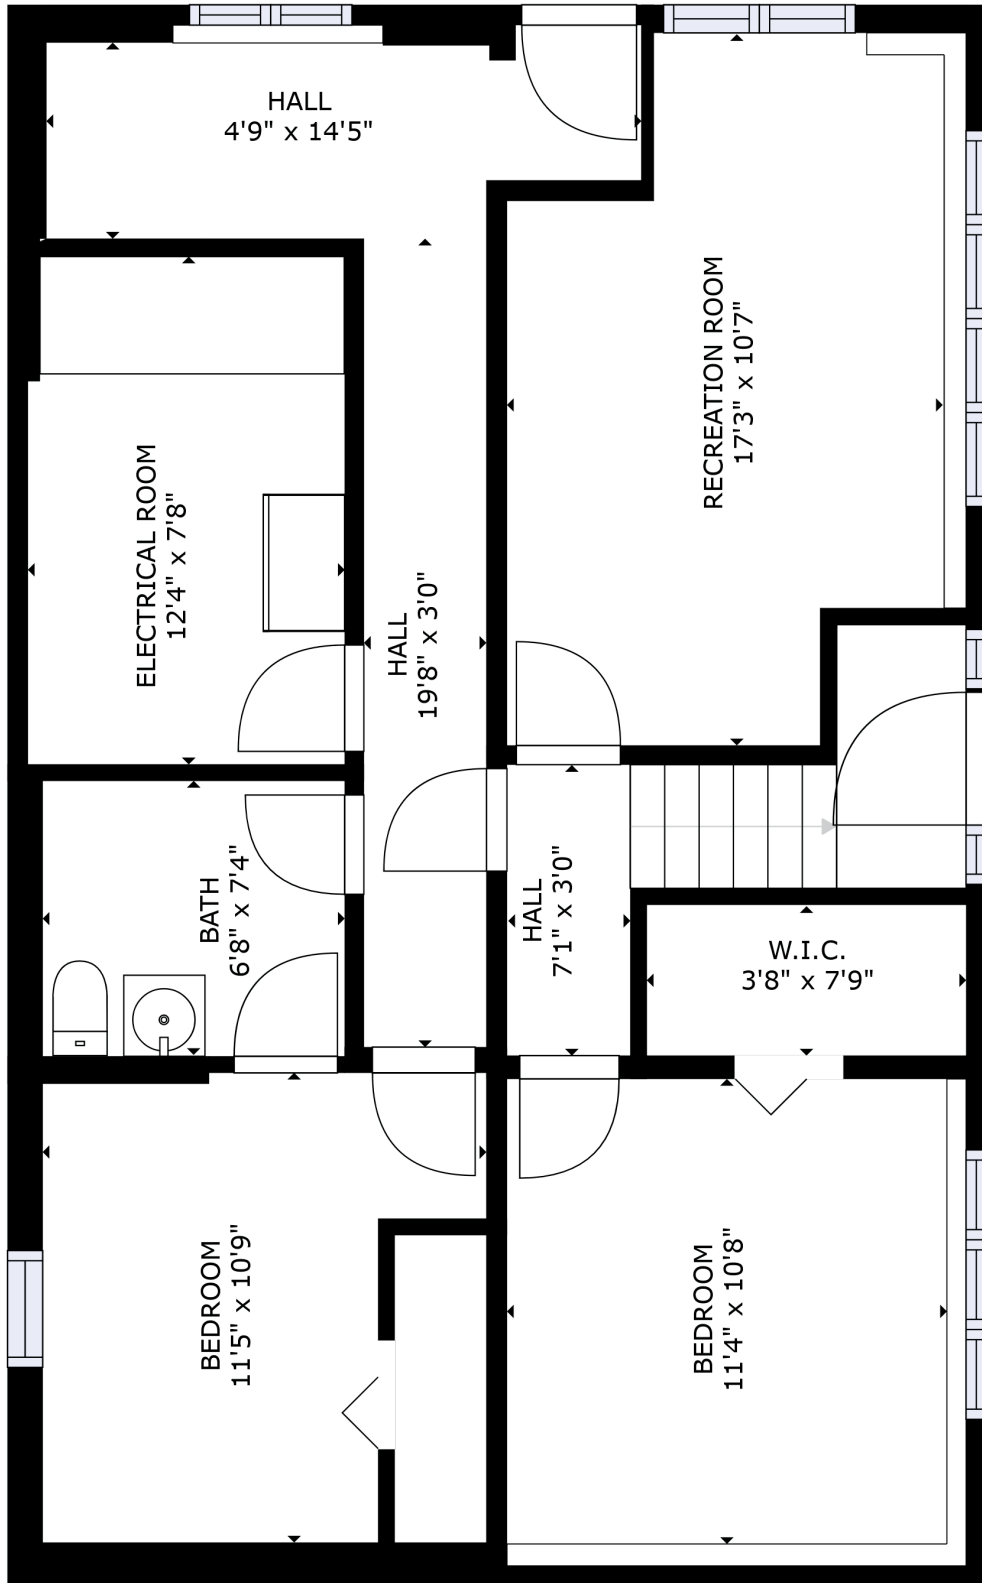 HALL
4'9" x 14'5"
RECREATION ROOM
17'3" x 10'7"
ELECTRICAL ROOM
12'4" x 7'8"
HALL
19'8" x 3'0"
BATH
6'8" x 7'4"
HALL
7'1" x 3'0"
W.I.C.
3'8" x 7'9"
BEDROOM
11'5" x 10'9"
BEDROOM
11'4" x 10'8"